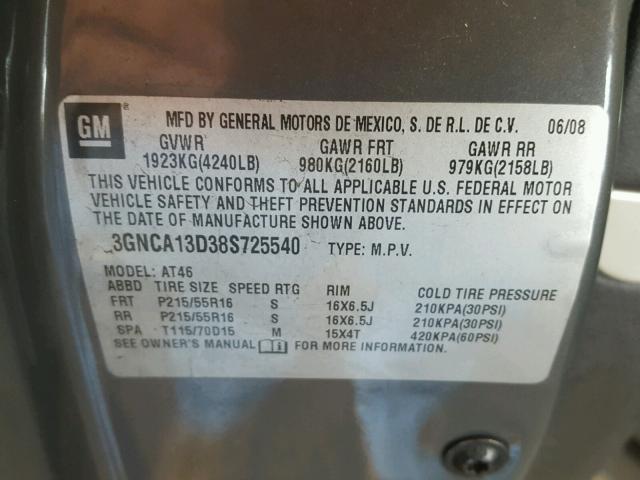 GM ® MFD BY GENERAL MOTORS DE MEXICO, S. DE R.L. DE C.V. 06/08
GVWR GAWR FRT GAWR RR
1923KG(4240LB) 980KG(2160LB) 979KG(2158LB)
THIS VEHICLE CONFORMS TO ALL APPLICABLE U.S. FEDERAL MOTOR
VEHICLE SAFETY AND THEFT PREVENTION STANDARDS IN EFFECT ON
THE DATE OF MANUFACTURE SHOWN ABOVE.
3GNCA13D38S725540 TYPE: M.P.V.
MODEL: AT46
ABBD TIRE SIZE SPEED RTG RIM COLD TIRE PRESSURE
FRT P215/55R16 S 16X6.5J 210KPA(30PSI)
RR P215/55R16 S 16X6.5J 210KPA(30PSI)
SPA T115/70D15 M 15X4T 420KPA(60PSI)
SEE OWNER'S MANUAL FOR MORE INFORMATION.